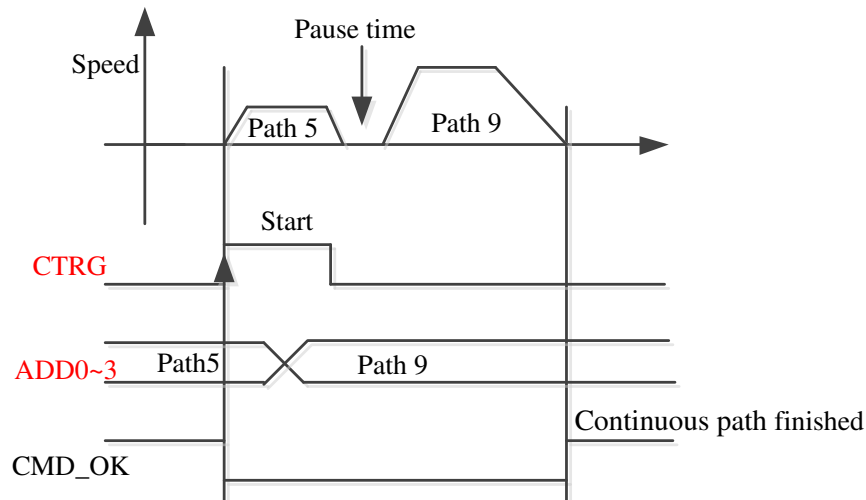 Pause time
Speed
Path 5
Path 9
Start
CTRG
Path5
Path 9
ADD0~3
Continuous path finished
CMD_OK